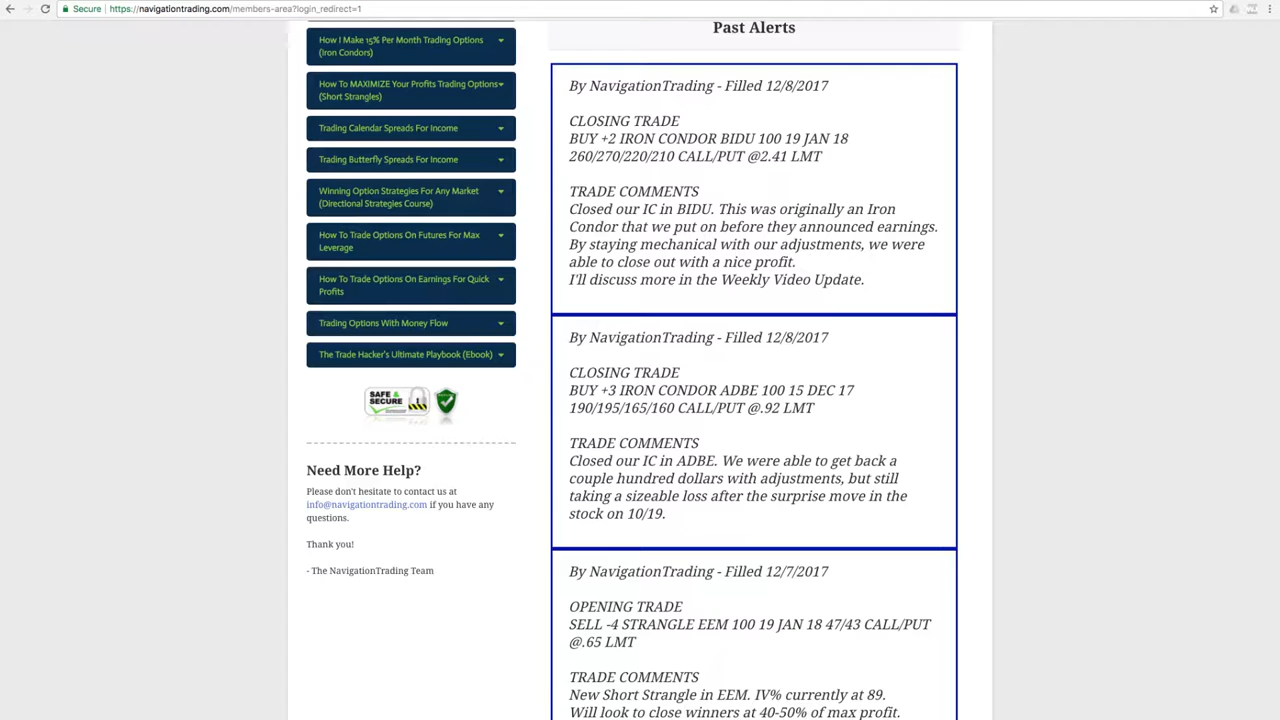 Secure
https://navigationtrading.com/members-area?login_redirect=1
How I Make 15% Per Month Trading Options
(Iron Condors)
How To MAXIMIZE Your Profits Trading Options
(Short Strangles)
Trading Calendar Spreads For Income
Trading Butterfly Spreads For Income
Winning Option Strategies For Any Market
(Directional Strategies Course)
How To Trade Options On Futures For Max
Leverage
How To Trade Options On Earnings For Quick
Profits
Trading Options With Money Flow
The Trade Hacker's Ultimate Playbook (Ebook)
SAFE &
SECURE
Need More Help?
Please don't hesitate to contact us at
info@navigationtrading.com if you have any
questions.
Thank you!
- The NavigationTrading Team
Past Alerts
By NavigationTrading - Filled 12/8/2017
CLOSING TRADE
BUY +2 IRON CONDOR BIDU 100 19 JAN 18
260/270/220/210 CALL/PUT @2.41 LMT
TRADE COMMENTS
Closed our IC in BIDU. This was originally an Iron
Condor that we put on before they announced earnings.
By staying mechanical with our adjustments, we were
able to close out with a nice profit.
I'll discuss more in the Weekly Video Update.
By NavigationTrading - Filled 12/8/2017
CLOSING TRADE
BUY +3 IRON CONDOR ADBE 100 15 DEC 17
190/195/165/160 CALL/PUT @.92 LMT
TRADE COMMENTS
Closed our IC in ADBE. We were able to get back a
couple hundred dollars with adjustments, but still
taking a sizeable loss after the surprise move in the
stock on 10/19.
By NavigationTrading - Filled 12/7/2017
OPENING TRADE
SELL -4 STRANGLE EEM 100 19 JAN 18 47/43 CALL/PUT
@.65 LMT
TRADE COMMENTS
New Short Strangle in EEM. IV% currently at 89.
Will look to close winners at 40-50% of max profit.